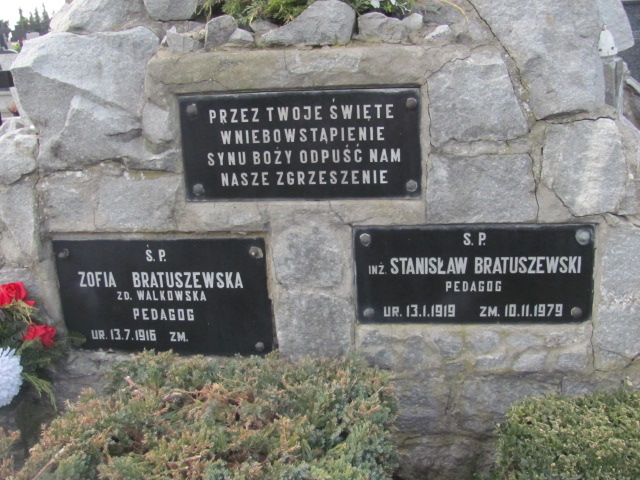 PRZEZ TWOJE ŚWIĘTE
WNIEBOWSTĄPIENIE
SYNU BOŻY ODPUŚĆ NAM
NASZE ZGRZESZENIE
Ś. P.
ZOFIA BRATUSZEWSKA
ZD. WALKOWSKA
PEDAGOG
UR. 13.7.1916 ZM.
Ś. P.
INŻ. STANISŁAW BRATUSZEWSKI
PEDAGOG
UR. 13.1.1919 ZM. 10.11.1979